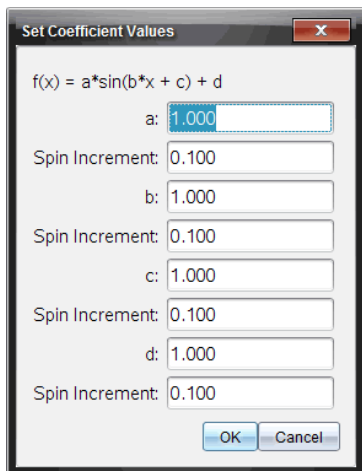 Set Coefficient Values
f(x) = a*sin(b*x + c) + d
a: 1.000
Spin Increment: 0.100
b: 1.000
Spin Increment: 0.100
c: 1.000
Spin Increment: 0.100
d: 1.000
Spin Increment: 0.100
OK Cancel